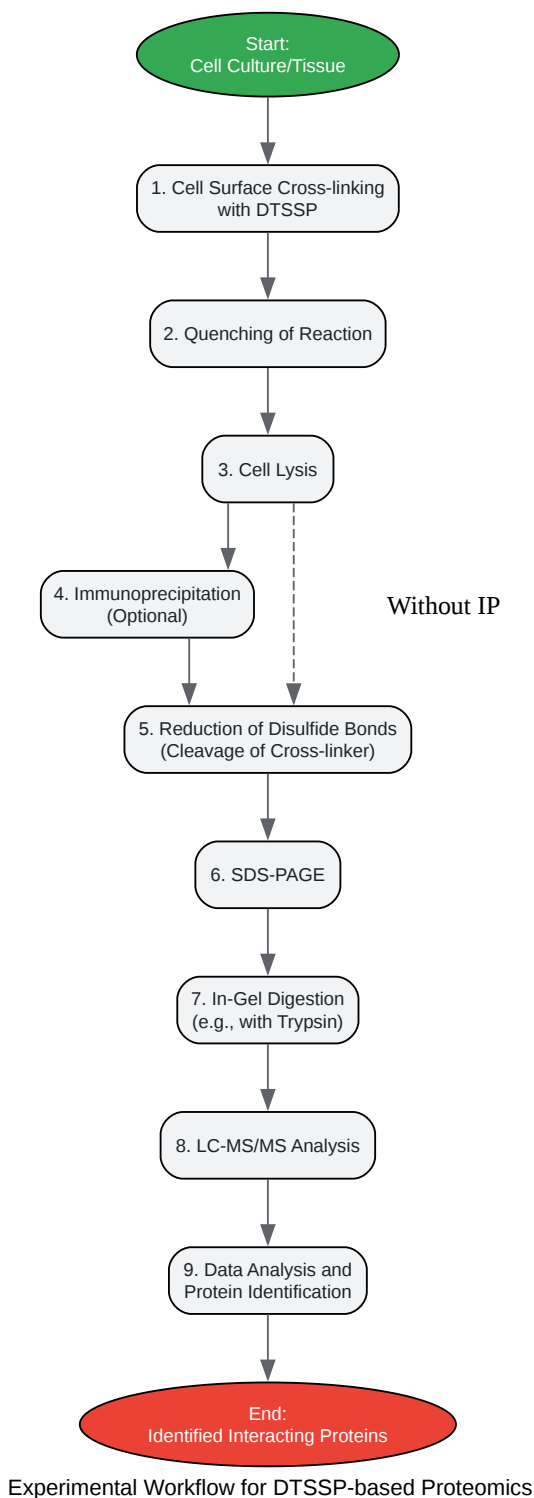 Start:
Cell Culture/Tissue
1. Cell Surface Cross-linking
with DTSSP
2. Quenching of Reaction
3. Cell Lysis
4. Immunoprecipitation
(Optional)
Without IP
5. Reduction of Disulfide Bonds
(Cleavage of Cross-linker)
6. SDS-PAGE
7. In-Gel Digestion
(e.g., with Trypsin)
8. LC-MS/MS Analysis
9. Data Analysis and
Protein Identification
End:
Identified Interacting Proteins
Experimental Workflow for DTSSP-based Proteomics